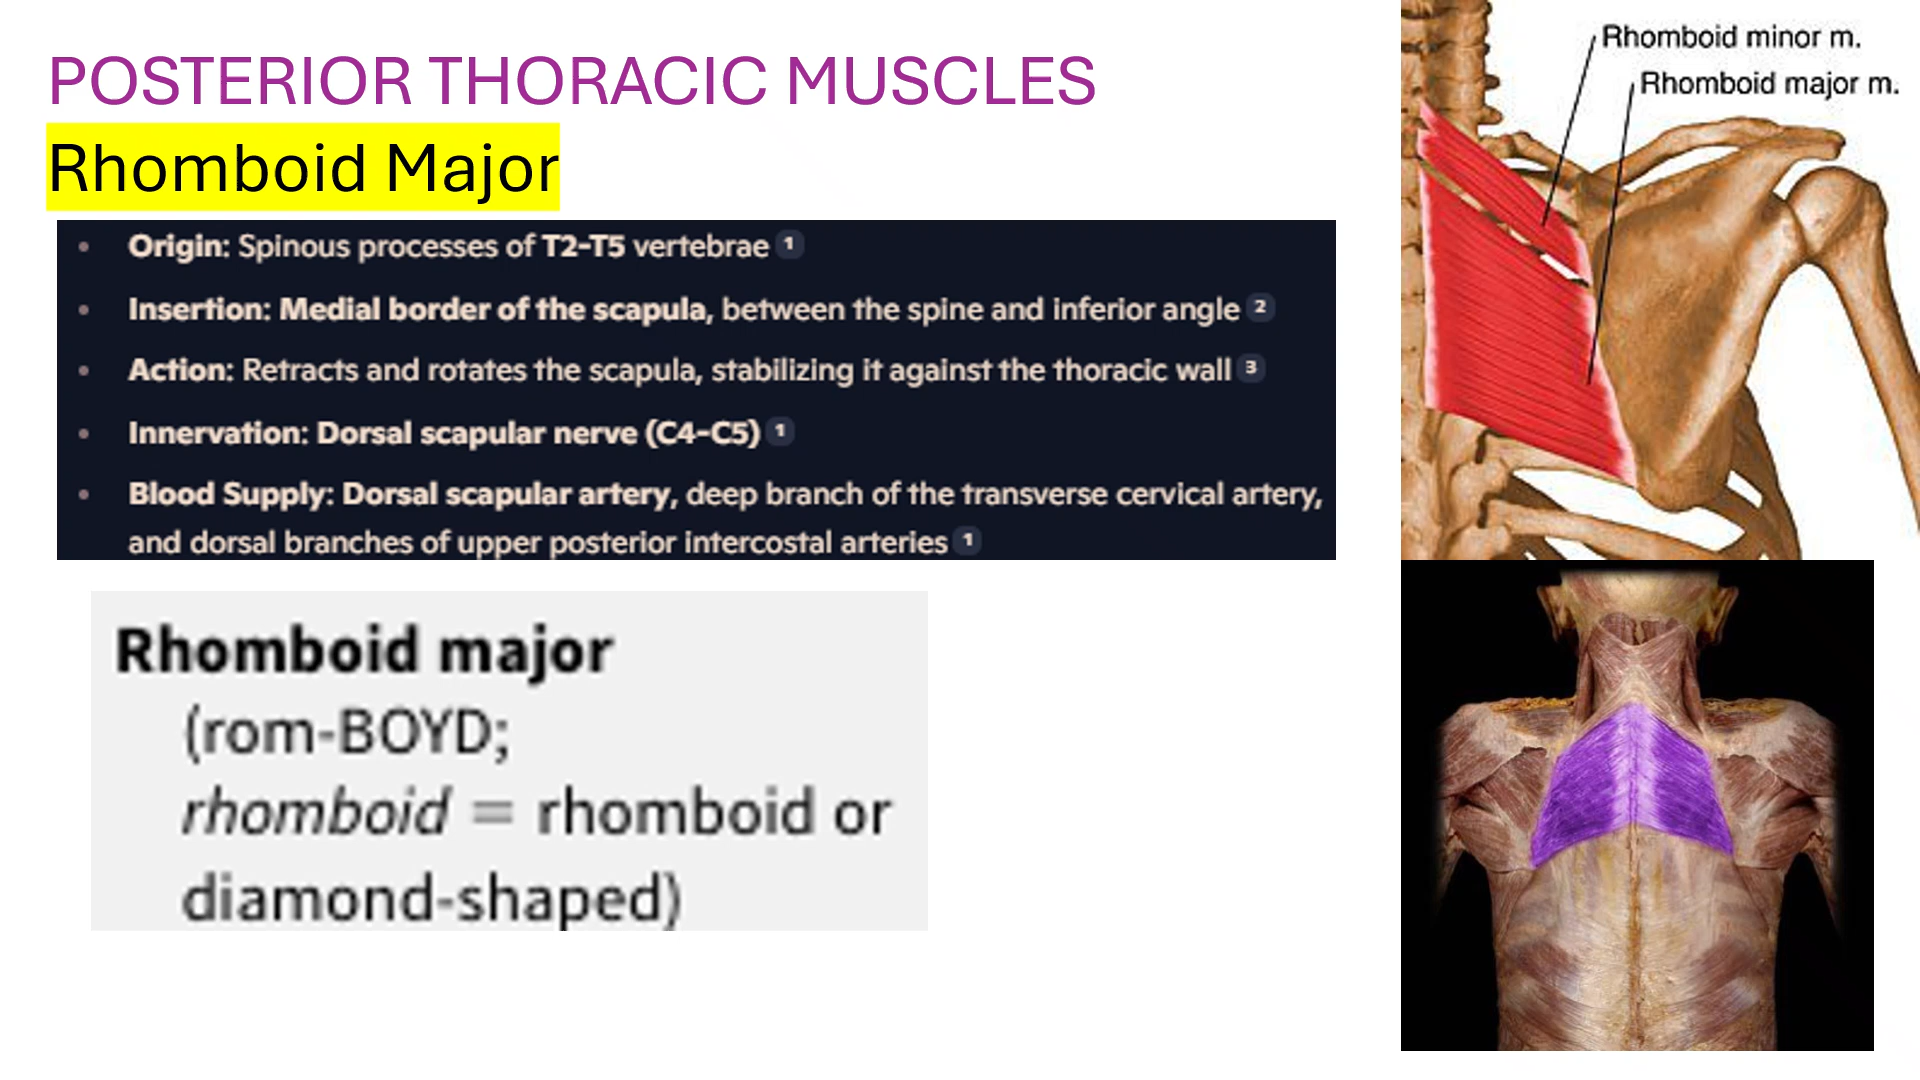 POSTERIOR THORACIC MUSCLES
Rhomboid Major
• Origin: Spinous processes of T2-T5 vertebrae 1
• Insertion: Medial border of the scapula, between the spine and inferior angle 2
• Action: Retracts and rotates the scapula, stabilizing it against the thoracic wall 3
• Innervation: Dorsal scapular nerve (C4-C5) 1
• Blood Supply: Dorsal scapular artery, deep branch of the transverse cervical artery,
and dorsal branches of upper posterior intercostal arteries 1
Rhomboid major
(rom-BOYD;
rhomboid = rhomboid or
diamond-shaped)
Rhomboid minor m.
Rhomboid major m.